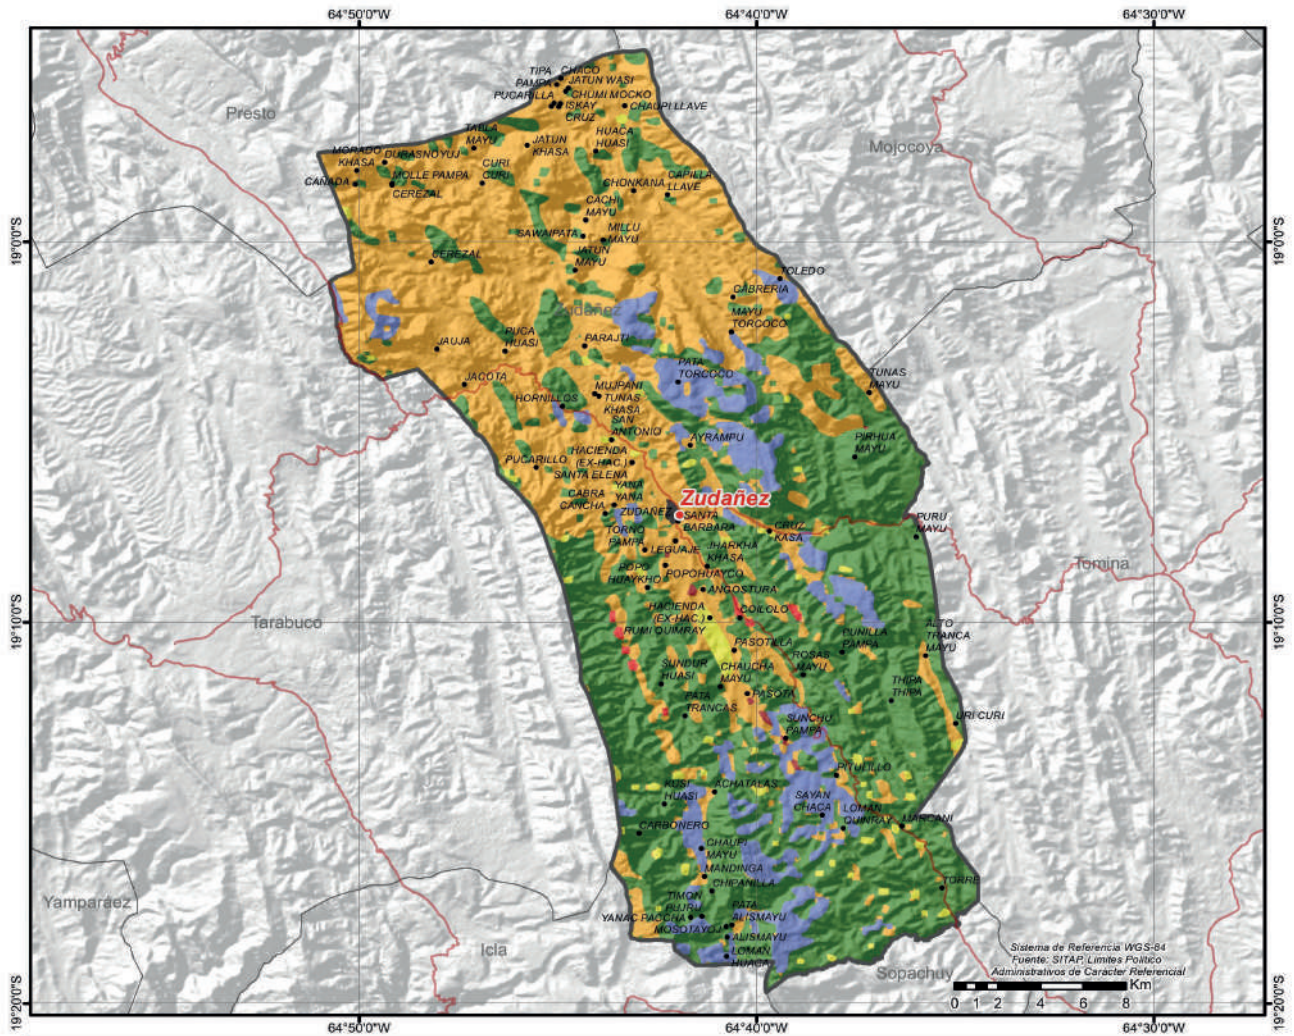 64°50'0"W
64°40'0"W
64°30'0"W
TIPA
PAMPA
CHACO
JATUN WASI
PUCARILLA
CHUMI MOCKO
ISKAY
CRUZ
CHAUPI LLAVE
Presto
TABLA
MAYU
JATUN
KHASA
HUACA
HUASI
Mojocoya
MORADO
KHASA
DURASNOYUJ
CURI
CURI
CAÑADA
MOLLE PAMPA
CEREZAL
CHONKANA
CAPILLA
LLAVE
CACHI
MAYU
SAWAIPATA
MILLU
MAYU
19°0'0"S
19°0'0"S
JATUN
MAYU
CEREZAL
TOLEDO
CABRERIA
Zudañez
MAYU
TORCOCO
JAUJA
PUCA
HUASI
PARAJTI
PATA
TORCOCO
TUNAS
MAYU
JACOTA
MUJPANI
HORNILLOS
TUNAS
KHASA
SAN
ANTONIO
AYRAMPU
PIRHUA
MAYU
HACIENDA
(EX-HAC.)
SANTA ELENA
PUCARILLO
YANA
YANA
CABRA
CANCHA
Zudañez
ZUDAÑEZ
SANTA
BARBARA
CRUZ
KASA
PURU
MAYU
TORNO
PAMPA
LEGUAJE
JHARKHA
KHASA
Tomina
POPO
HUAYKHO
POPOHUAYCO
ANGOSTURA
HACIENDA
(EX-HAC.)
RUMI QUIMRAY
COILOLO
19°10'0"S
19°10'0"S
Tarabuco
ALTO
TRANCA
MAYU
PUNILLA
PAMPA
PASOTILLA
ROSAS
MAYU
SUNDUR
HUASI
CHAUCHA
MAYU
THIPA
THIPA
PATA
TRANCAS
PASOTA
SUNCHU
PAMPA
URI CURI
PITULILLO
KUSI
HUASI
ACHATALAS
SAYAN
CHACA
LOMAN
QUINRAY
MARCANI
CARBONERO
CHAUPI
MAYU
MANDINGA
CHIPANILLA
TORRE
Yamparáez
TIMON
PUJRU
YANAC PACCHA
PATA
ALISMAYU
MOSOTAYOJ
ALISMAYU
LOMAN
HUACA
Icla
Sopachuy
Sistema de Referencia WGS-84
Fuente: SITAP, Limites Politico
Administrativos de Caracter Referencial
Km
0 1 2 4 6 8
19°20'0"S
19°20'0"S
64°50'0"W
64°40'0"W
64°30'0"W